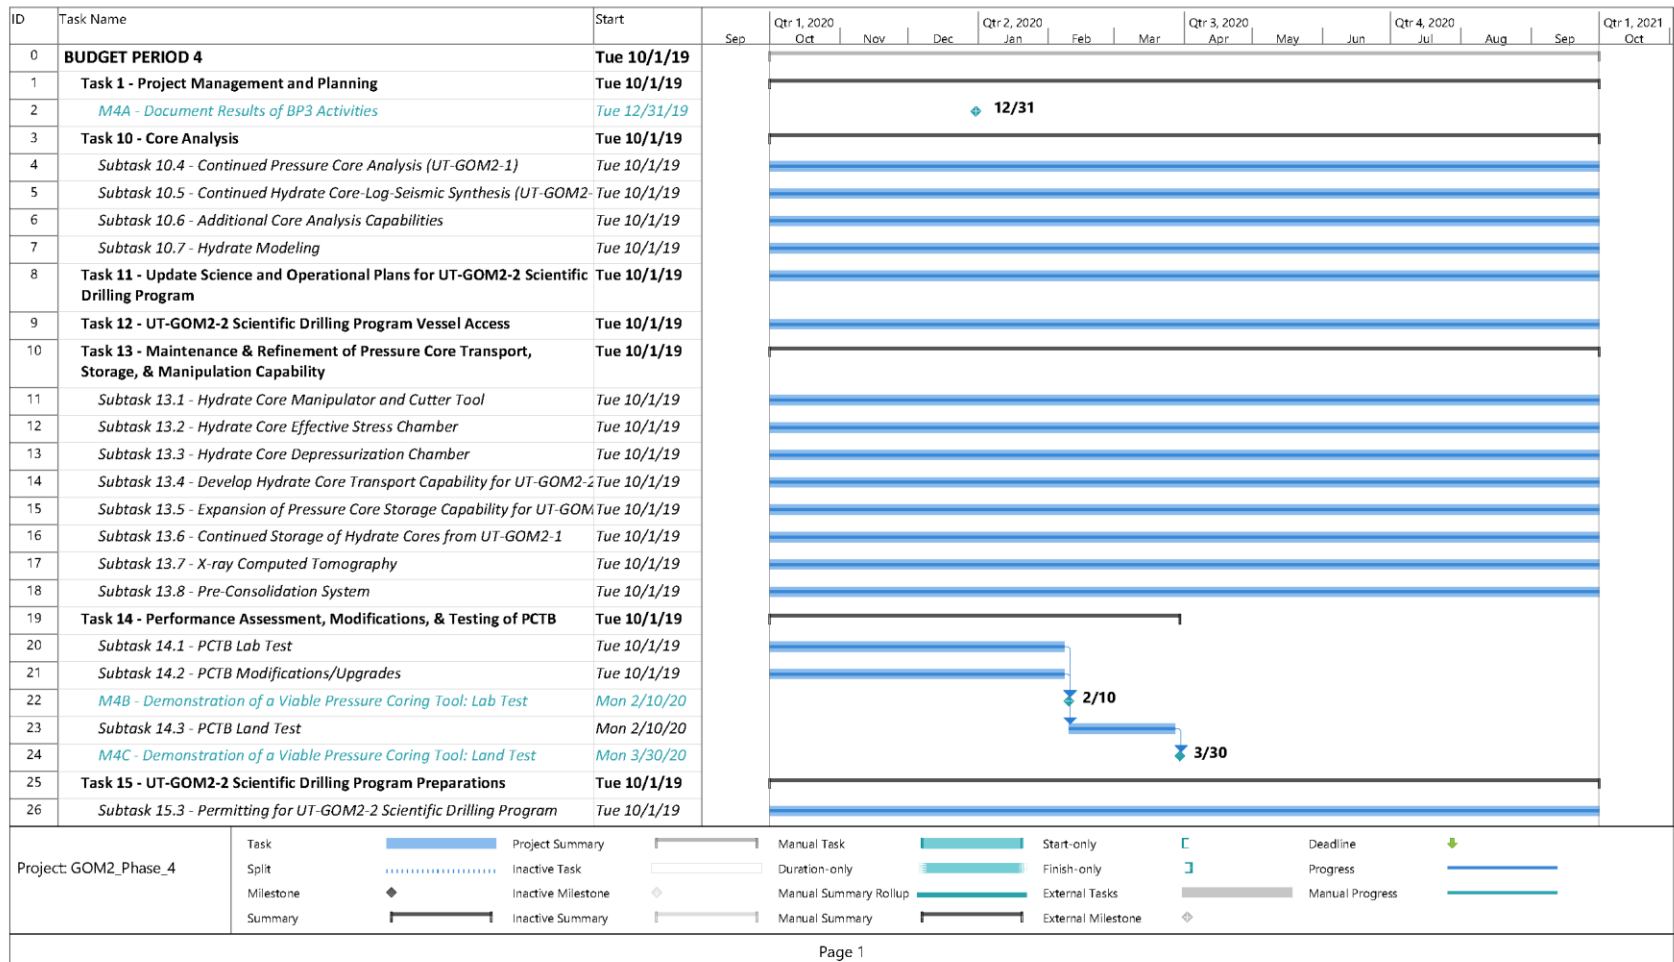 ID Task Name Start Qtr 1, 2020 Qtr 2, 2020 Qtr 3, 2020 Qtr 4, 2020 Qtr 1, 2021
Sep Oct Nov Dec Jan Feb Mar Apr May Jun Jul Aug Sep Oct
0 BUDGET PERIOD 4 Tue 10/1/19
1 Task 1 - Project Management and Planning Tue 10/1/19
2 M4A - Document Results of BP3 Activities Tue 12/31/19 12/31
3 Task 10 - Core Analysis Tue 10/1/19
4 Subtask 10.4 - Continued Pressure Core Analysis (UT-GOM2-1) Tue 10/1/19
5 Subtask 10.5 - Continued Hydrate Core-Log-Seismic Synthesis (UT-GOM2- Tue 10/1/19
6 Subtask 10.6 - Additional Core Analysis Capabilities Tue 10/1/19
7 Subtask 10.7 - Hydrate Modeling Tue 10/1/19
8 Task 11 - Update Science and Operational Plans for UT-GOM2-2 Scientific Tue 10/1/19
Drilling Program
9 Task 12 - UT-GOM2-2 Scientific Drilling Program Vessel Access Tue 10/1/19
10 Task 13 - Maintenance & Refinement of Pressure Core Transport, Tue 10/1/19
Storage, & Manipulation Capability
11 Subtask 13.1 - Hydrate Core Manipulator and Cutter Tool Tue 10/1/19
12 Subtask 13.2 - Hydrate Core Effective Stress Chamber Tue 10/1/19
13 Subtask 13.3 - Hydrate Core Depressurization Chamber Tue 10/1/19
14 Subtask 13.4 - Develop Hydrate Core Transport Capability for UT-GOM2-2 Tue 10/1/19
15 Subtask 13.5 - Expansion of Pressure Core Storage Capability for UT-GOM Tue 10/1/19
16 Subtask 13.6 - Continued Storage of Hydrate Cores from UT-GOM2-1 Tue 10/1/19
17 Subtask 13.7 - X-ray Computed Tomography Tue 10/1/19
18 Subtask 13.8 - Pre-Consolidation System Tue 10/1/19
19 Task 14 - Performance Assessment, Modifications, & Testing of PCTB Tue 10/1/19
20 Subtask 14.1 - PCTB Lab Test Tue 10/1/19
21 Subtask 14.2 - PCTB Modifications/Upgrades Tue 10/1/19
22 M4B - Demonstration of a Viable Pressure Coring Tool: Lab Test Mon 2/10/20 2/10
23 Subtask 14.3 - PCTB Land Test Mon 2/10/20
24 M4C - Demonstration of a Viable Pressure Coring Tool: Land Test Mon 3/30/20 3/30
25 Task 15 - UT-GOM2-2 Scientific Drilling Program Preparations Tue 10/1/19
26 Subtask 15.3 - Permitting for UT-GOM2-2 Scientific Drilling Program Tue 10/1/19
Project: GOM2_Phase_4
Task Project Summary Manual Task Start-only Deadline
Split Inactive Task Duration-only Finish-only Progress
Milestone Inactive Milestone Manual Summary Rollup External Tasks Manual Progress
Summary Inactive Summary Manual Summary External Milestone
Page 1